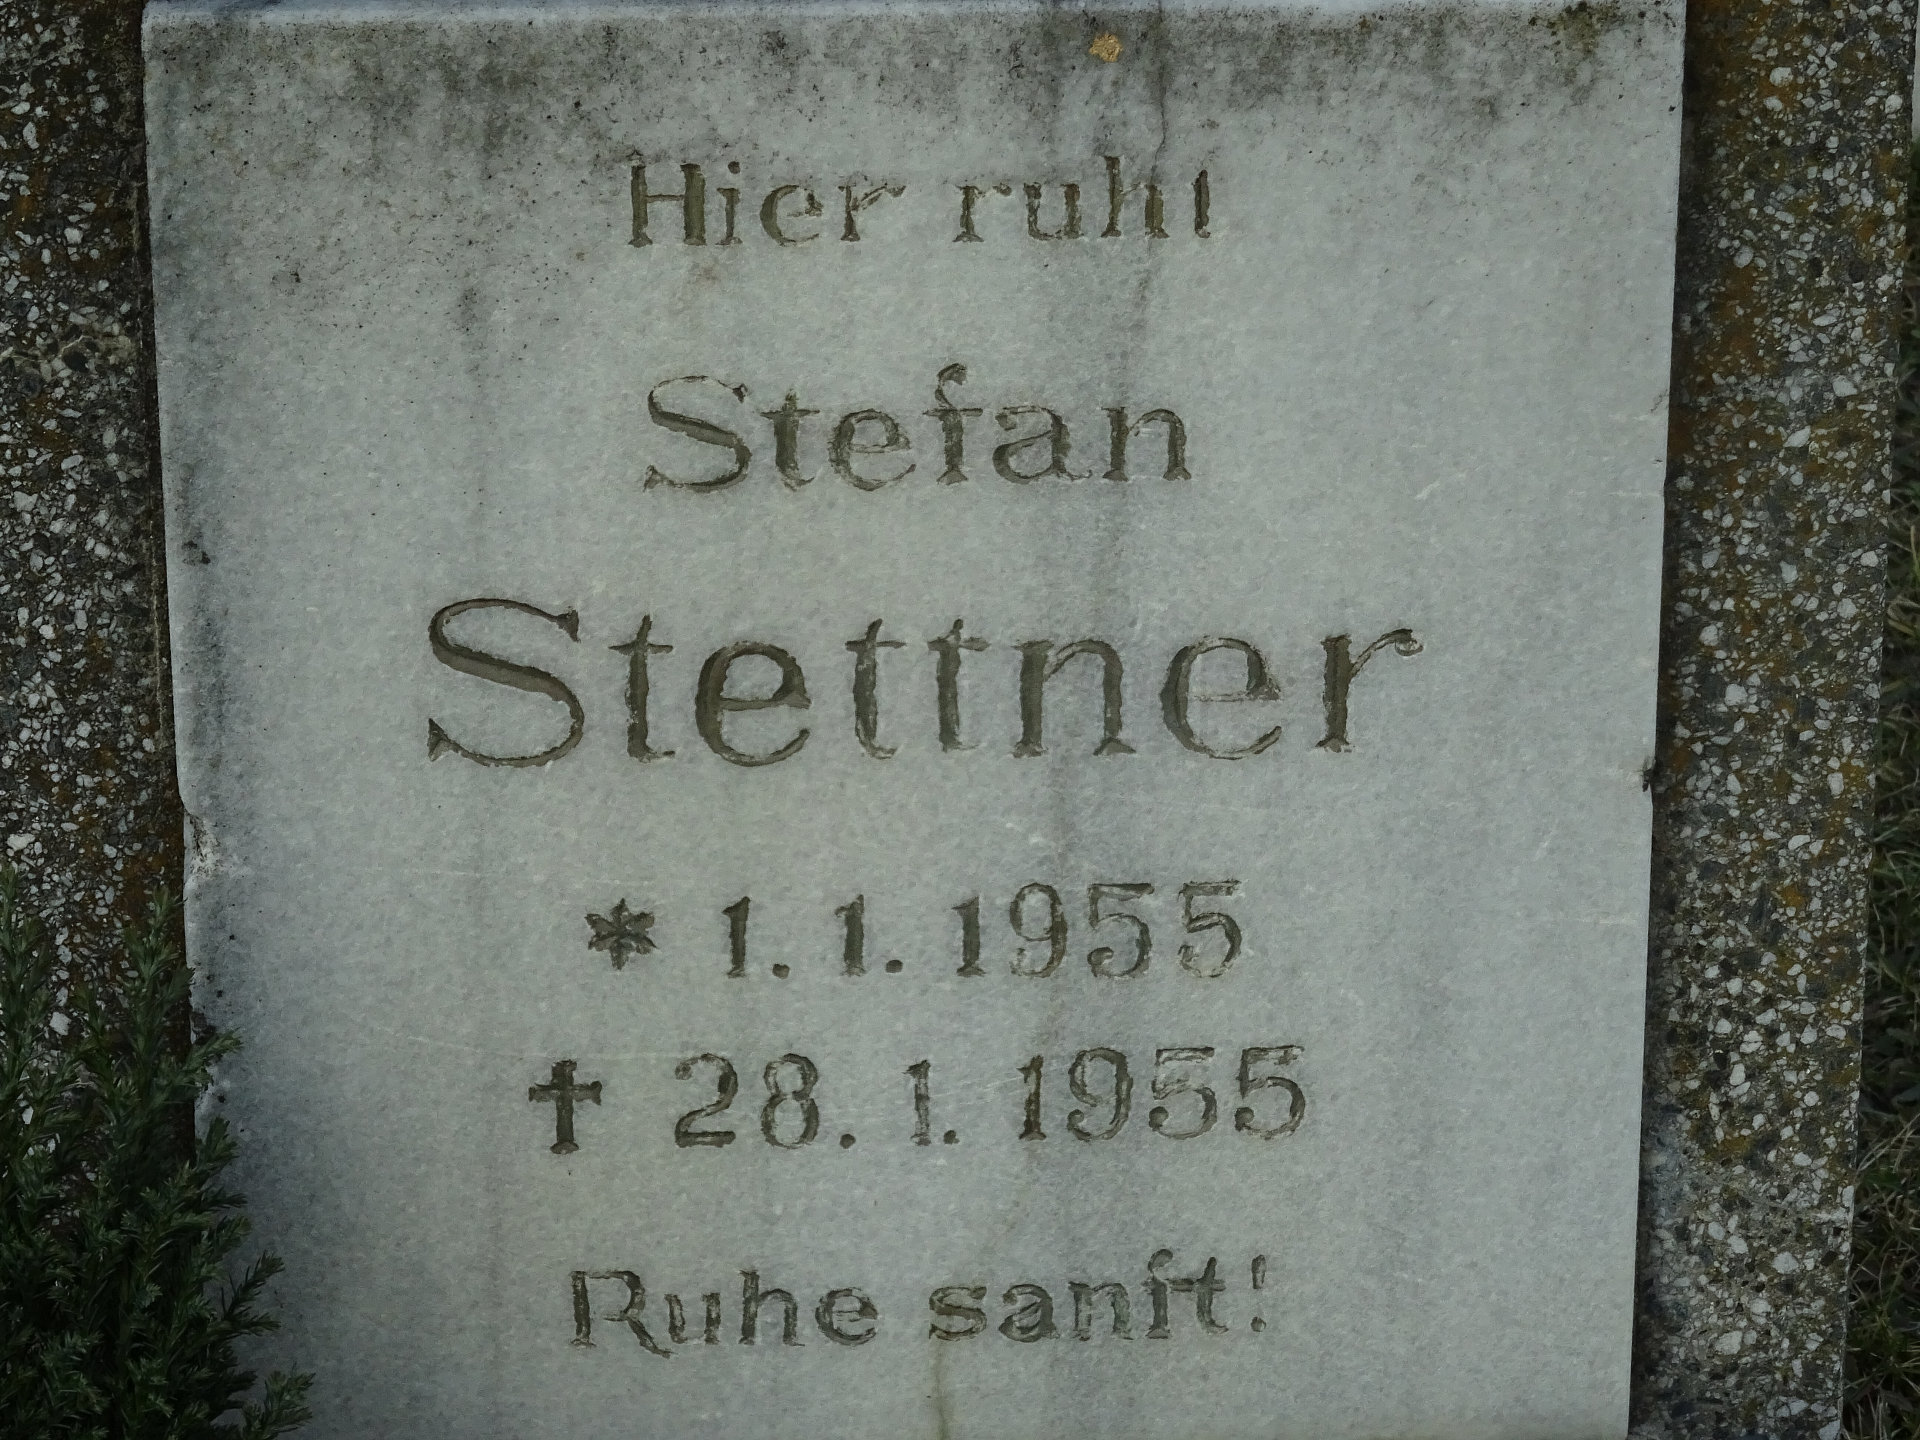 Hier ruht
Stefan
Stettner
* 1. 1. 1955
† 28. 1. 1955
Ruhe sanft!